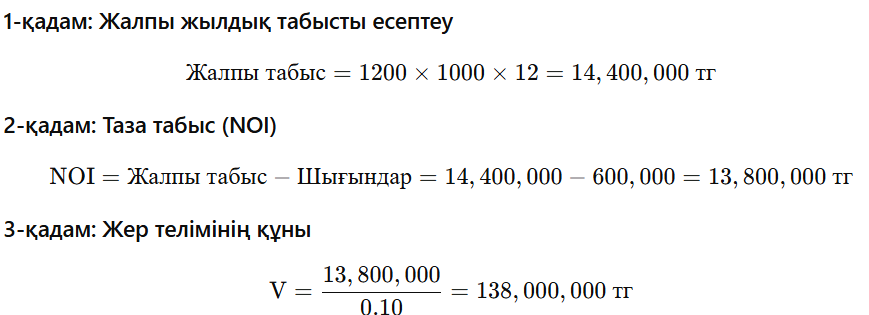 1-қадам: Жалпы жылдық табысты есептеу
Жалпы табыс = 1200 × 1000 × 12 = 14, 400, 000 тг
2-қадам: Таза табыс (NOI)
NOI = Жалпы табыс − Шығындар = 14, 400, 000 − 600, 000 = 13, 800, 000 тг
3-қадам: Жер телімінің құны
V = 13, 800, 000 / 0.10 = 138, 000, 000 тг